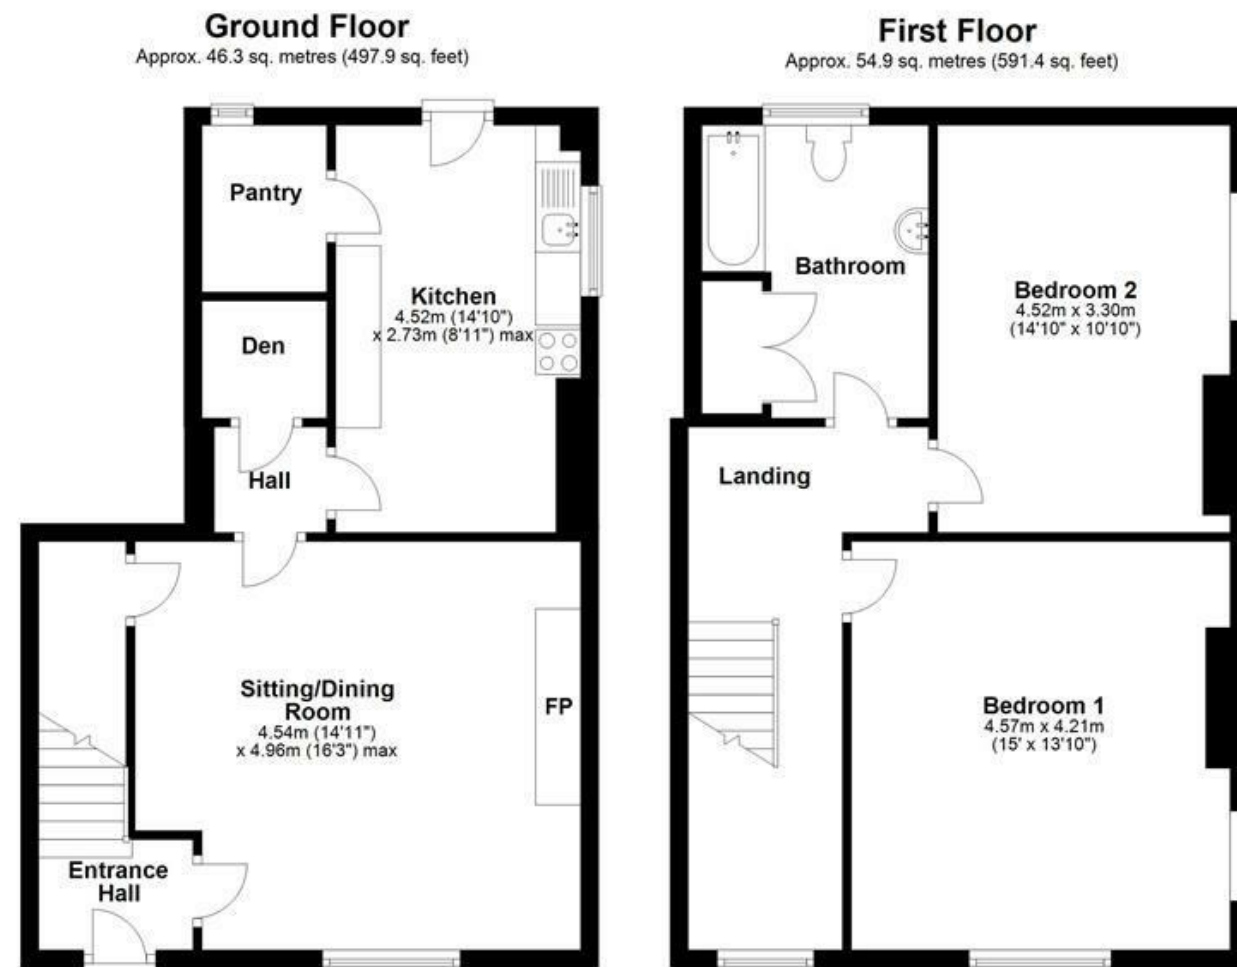 Ground Floor
Approx. 46.3 sq. metres (497.9 sq. feet)
Pantry
Kitchen
4.52m (14'10")
x 2.73m (8'11") max
Den
Hall
Sitting/Dining
Room
4.54m (14'11")
x 4.96m (16'3") max
FP
Entrance
Hall
First Floor
Approx. 54.9 sq. metres (591.4 sq. feet)
Bathroom
Bedroom 2
4.52m x 3.30m
(14'10" x 10'10")
Landing
Bedroom 1
4.57m x 4.21m
(15' x 13'10")